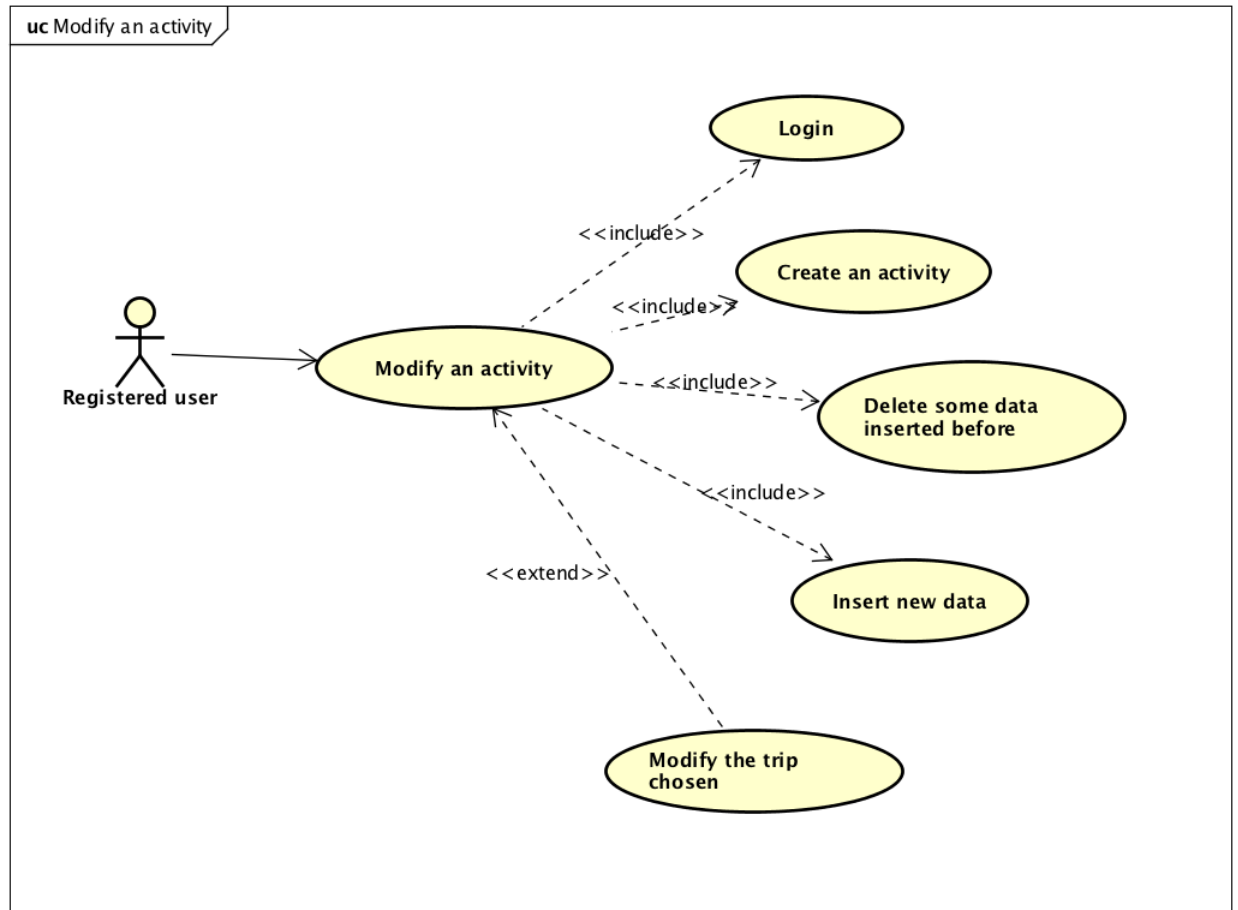 uc Modify an activity
Login
<<include>>
Create an activity
<<include>>
Modify an activity
Registered user
<<include>>
Delete some data
inserted before
<<include>>
<<extend>>
Insert new data
Modify the trip
chosen